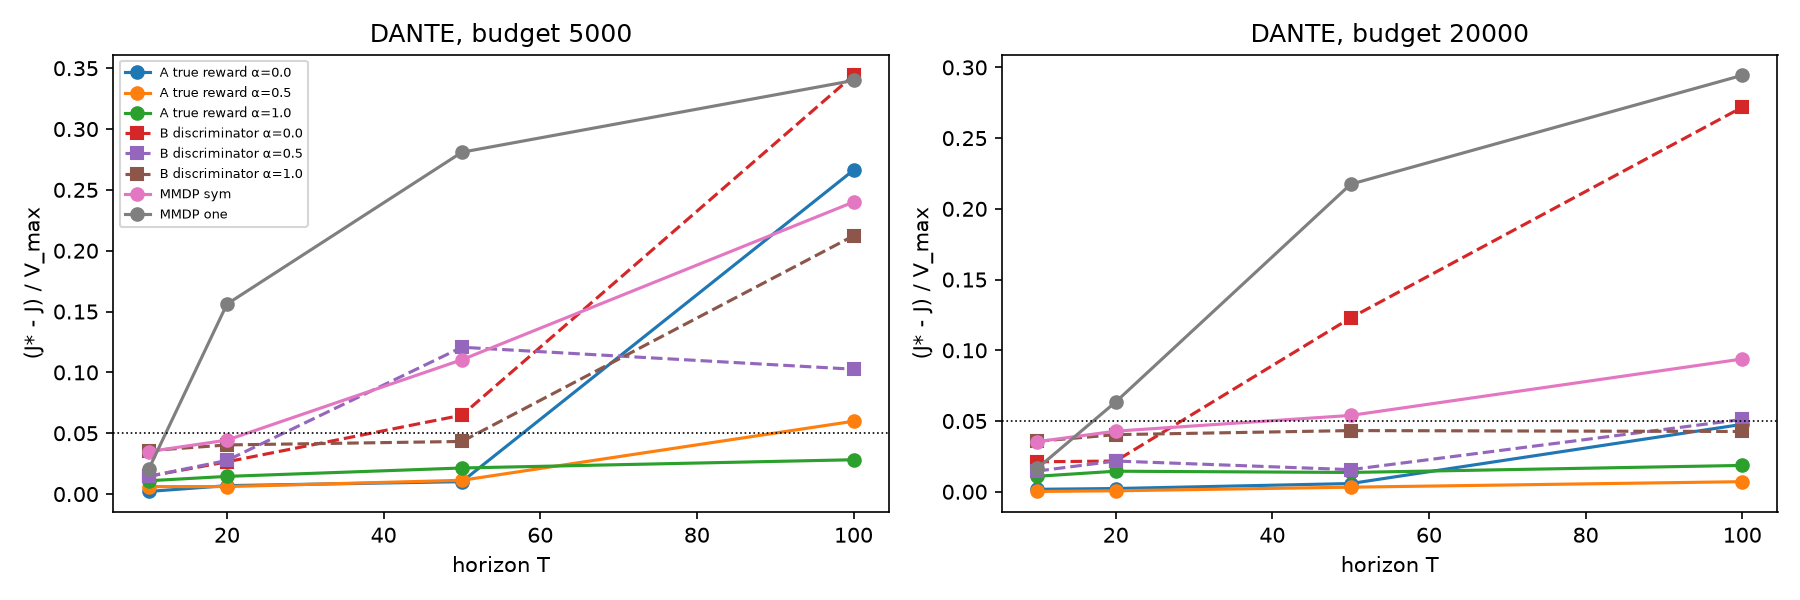 DANTE, budget 5000
(J* - J) / V_max
0.35
0.30
0.25
0.20
0.15
0.10
0.05
0.00
A true reward α=0.0
A true reward α=0.5
A true reward α=1.0
B discriminator α=0.0
B discriminator α=0.5
B discriminator α=1.0
MMDP sym
MMDP one
20
40
60
80
100
horizon T
DANTE, budget 20000
(J* - J) / V_max
0.30
0.25
0.20
0.15
0.10
0.05
0.00
20
40
60
80
100
horizon T